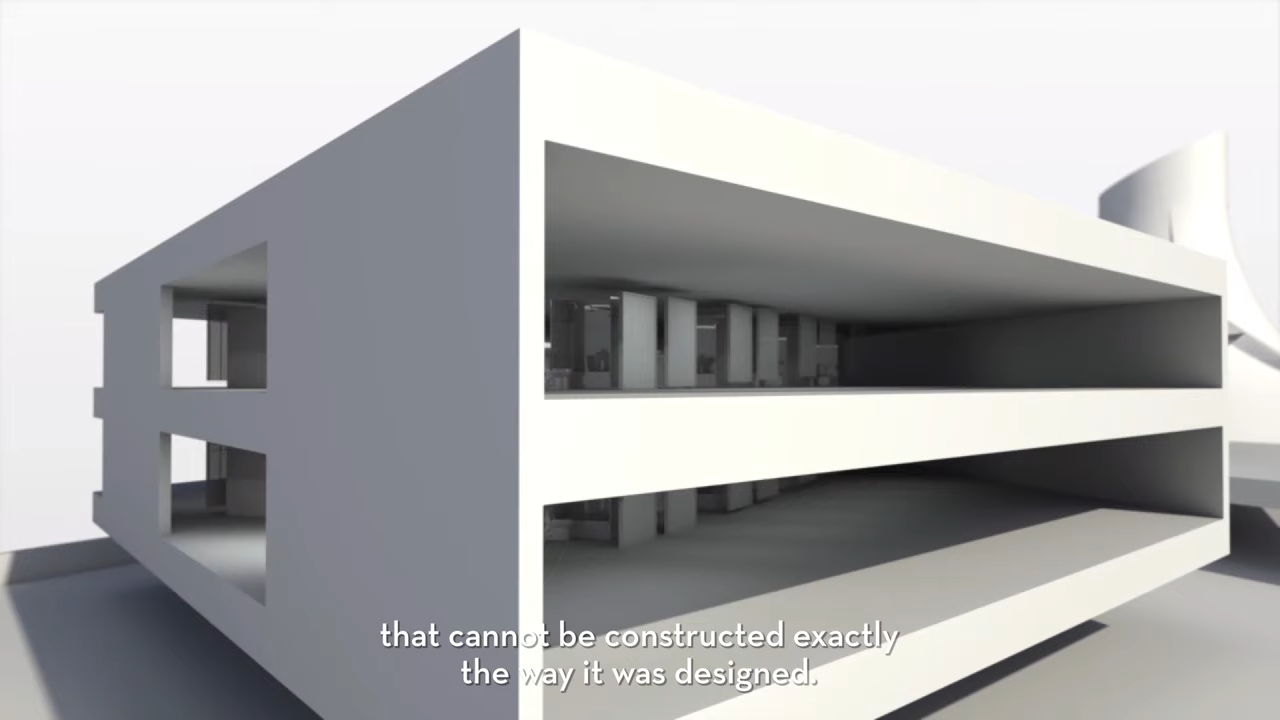 that cannot be constructed exactly
the way it was designed.